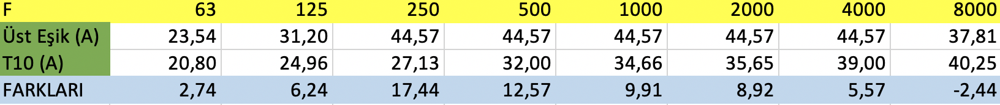 F 63 125 250 500 1000 2000 4000 8000
Üst Eşik (A) 23,54 31,20 44,57 44,57 44,57 44,57 44,57 37,81
T10 (A) 20,80 24,96 27,13 32,00 34,66 35,65 39,00 40,25
FARKLARI 2,74 6,24 17,44 12,57 9,91 8,92 5,57 -2,44